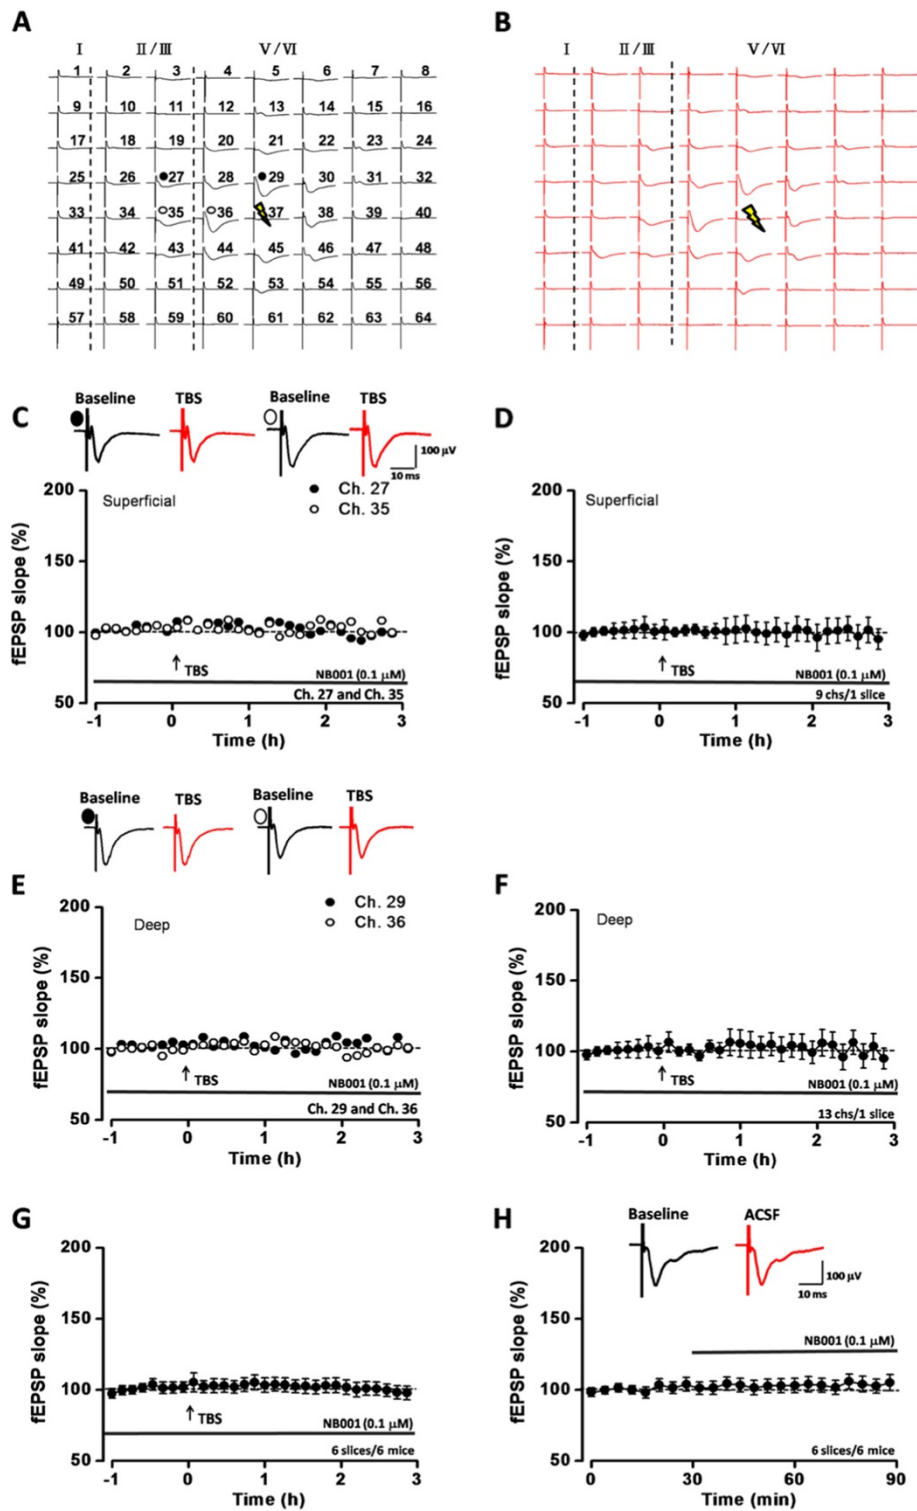 A
B
I II / III V / VI
I II / III V / VI
1 2 3 4 5 6 7 8
9 10 11 12 13 14 15 16
17 18 19 20 21 22 23 24
25 26 27 28 29 30 31 32
33 34 35 36 37 38 39 40
41 42 43 44 45 46 47 48
49 50 51 52 53 54 55 56
57 58 59 60 61 62 63 64
C
Baseline TBS Baseline TBS
100 µV
10 ms
Ch. 27
Ch. 35
Superficial
fEPSP slope (%)
200
150
100
50
TBS
NB001 (0.1 µM)
Ch. 27 and Ch. 35
-1 0 1 2 3
Time (h)
D
Superficial
fEPSP slope (%)
200
150
100
50
TBS
NB001 (0.1 µM)
9 chs/1 slice
-1 0 1 2 3
Time (h)
Baseline TBS Baseline TBS
E
Ch. 29
Ch. 36
Deep
fEPSP slope (%)
200
150
100
50
TBS
NB001 (0.1 µM)
Ch. 29 and Ch. 36
-1 0 1 2 3
Time (h)
F
Deep
fEPSP slope (%)
200
150
100
50
TBS
NB001 (0.1 µM)
13 chs/1 slice
-1 0 1 2 3
Time (h)
G
fEPSP slope (%)
200
150
100
50
TBS
NB001 (0.1 µM)
6 slices/6 mice
-1 0 1 2 3
Time (h)
H
Baseline ACSF
100 µV
10 ms
fEPSP slope (%)
200
150
100
50
NB001 (0.1 µM)
6 slices/6 mice
0 30 60 90
Time (min)